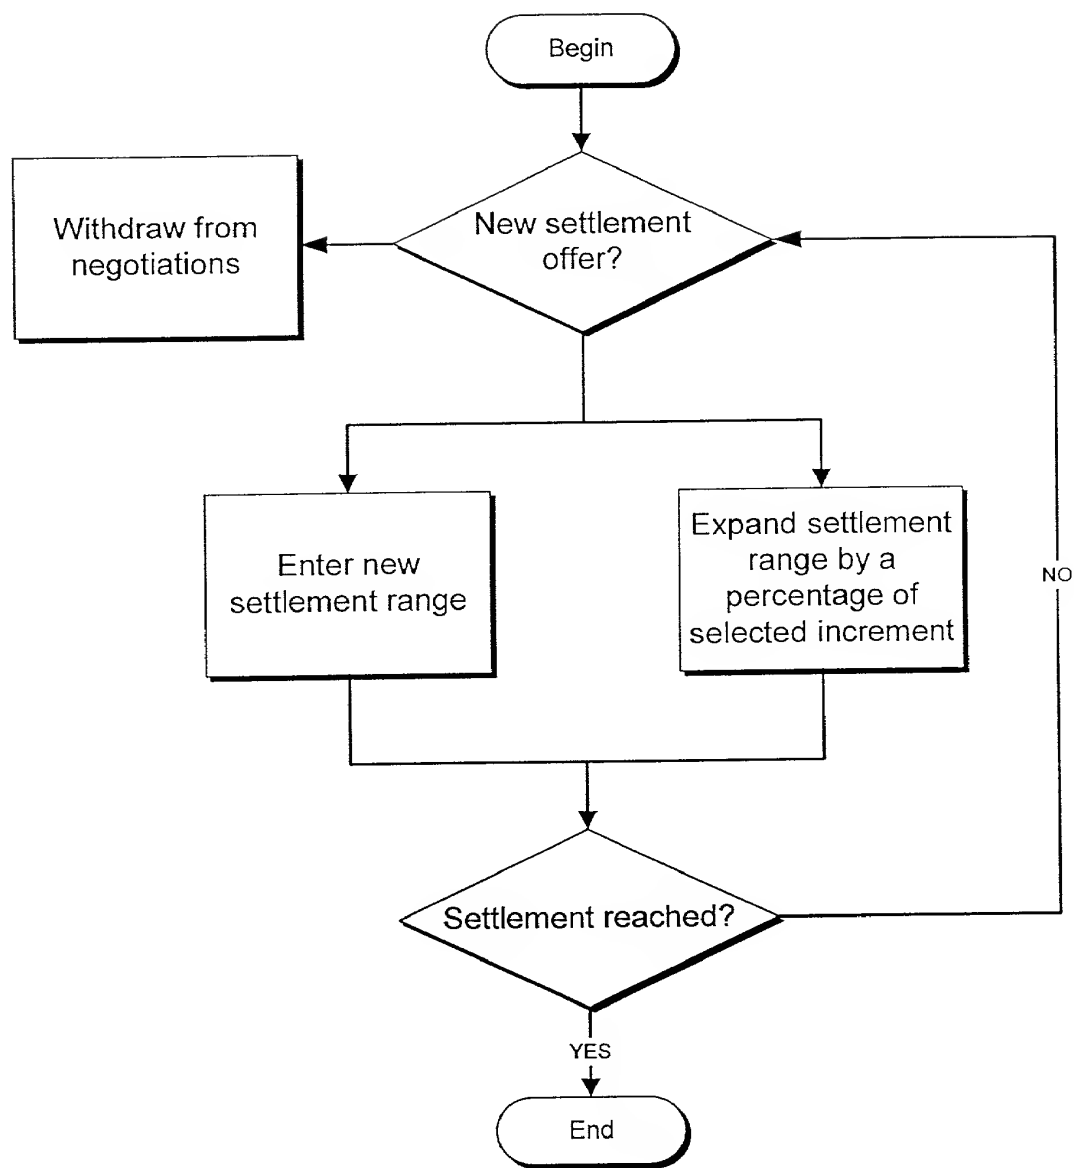 Begin
New settlement
offer?
Withdraw from
negotiations
Enter new
settlement range
Expand settlement
range by a
percentage of
selected increment
NO
Settlement reached?
YES
End